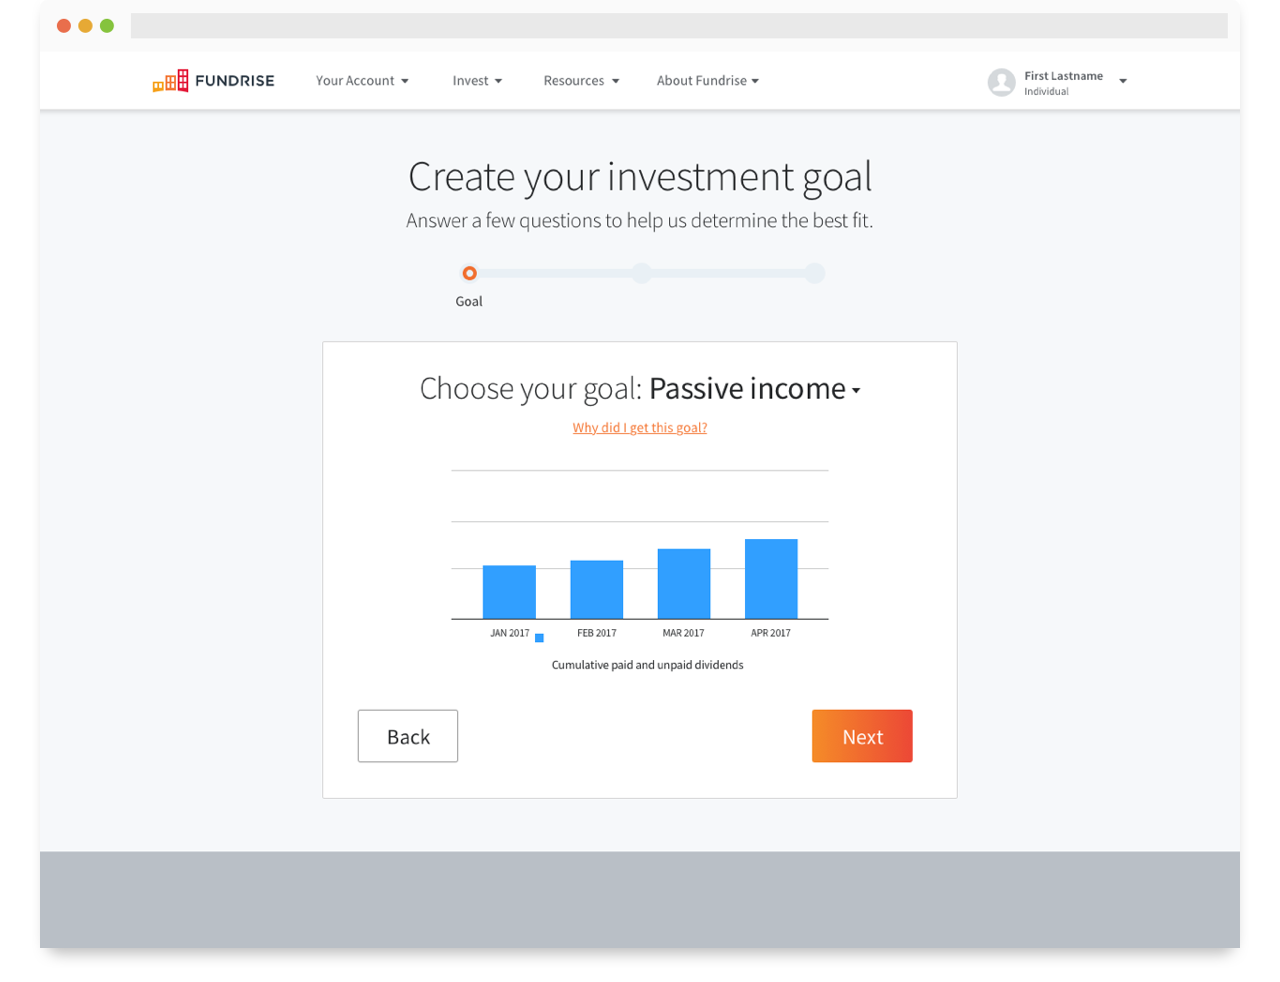 FUNDRISE
Your Account
Invest
Resources
About Fundrise
First Lastname
Individual
Create your investment goal
Answer a few questions to help us determine the best fit.
Goal
Choose your goal: Passive income
Why did I get this goal?
JAN 2017
FEB 2017
MAR 2017
APR 2017
Cumulative paid and unpaid dividends
Back
Next